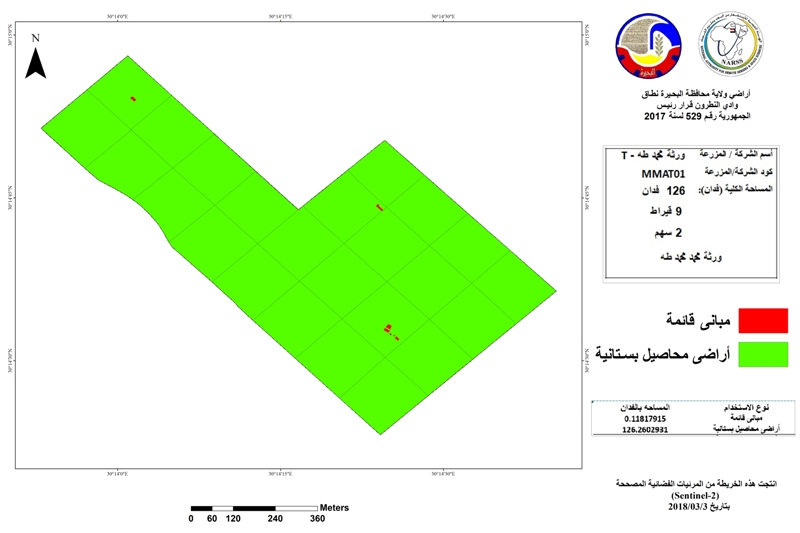 30°14'0"E 30°14'15"E 30°14'30"E
N
NARSS
البحيرة
أراضي ولاية محافظة البحيرة نطاق
وادي النطرون قرار رئيس
الجمهورية رقم 529 لسنة 2017
أسم الشركة / المزرعة ورثة محمد طه - T
كود الشركة/المزرعة MMAT01
المساحة الكلية (فدان): 126 فدان
9 قيراط
2 سهم
ورثة محمد محمد طه
مبانى قائمة
أراضى محاصيل بستانية
نوع الاستخدام المساحه بالفدان
مبانى قائمة 0.11817915
أراضى محاصيل بستانية 126.2602931
انتجت هذه الخريطة من المرئيات الفضائية المصححة
(Sentinel-2)
بتاريخ 2018/03/3
30°14'0"E 30°14'15"E 30°14'30"E
Meters
0 60 120 240 360